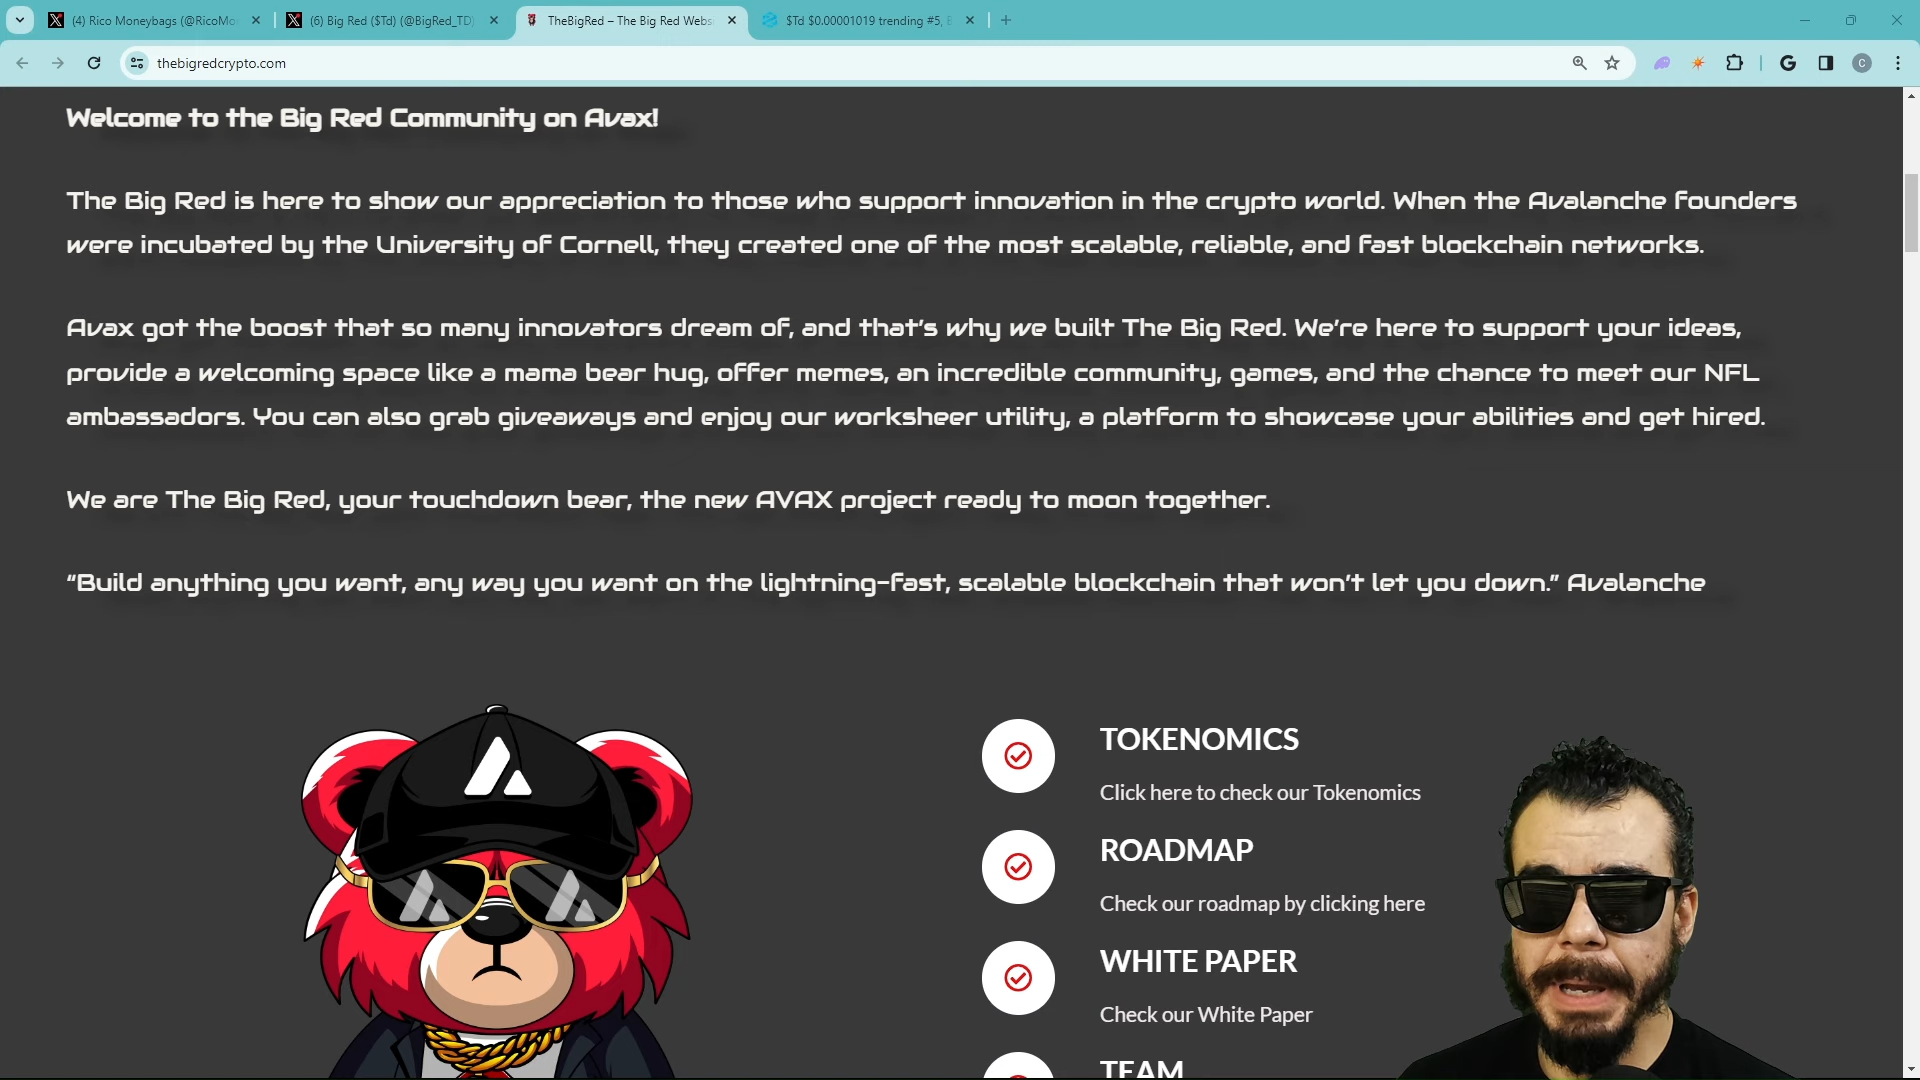 (4) Rico Moneybags (@RicoMo
(6) Big Red ($Td) (@BigRed_TD)
TheBigRed – The Big Red Webs
$Td $0.00001019 trending #5,
thebigredcrypto.com
G
C
Welcome to the Big Red Community on Avax!
The Big Red is here to show our appreciation to those who support innovation in the crypto world. When the Avalanche founders
were incubated by the University of Cornell, they created one of the most scalable, reliable, and fast blockchain networks.
Avax got the boost that so many innovators dream of, and that's why we built The Big Red. We're here to support your ideas,
provide a welcoming space like a mama bear hug, offer memes, an incredible community, games, and the chance to meet our NFL
ambassadors. You can also grab giveaways and enjoy our worksheer utility, a platform to showcase your abilities and get hired.
We are The Big Red, your touchdown bear, the new AVAX project ready to moon together.
“Build anything you want, any way you want on the lightning-fast, scalable blockchain that won't let you down.” Avalanche
TOKENOMICS
Click here to check our Tokenomics
ROADMAP
Check our roadmap by clicking here
WHITE PAPER
Check our White Paper
TEAM